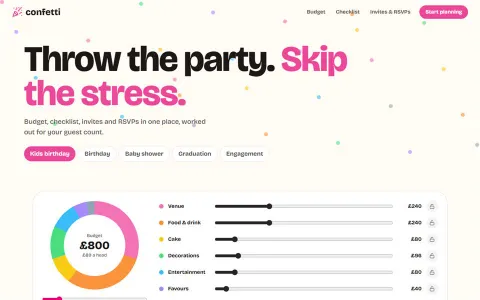 confetti
Budget Checklist Invites & RSVPs Start planning
Throw the party. Skip
the stress.
Budget, checklist, invites and RSVPs in one place, worked
out for your guest count.
Kids birthday Birthday Baby shower Graduation Engagement
Budget
£800
£89 a head
Venue £240
Food & drink £240
Cake £80
Decorations £96
Entertainment £80
Favours £40